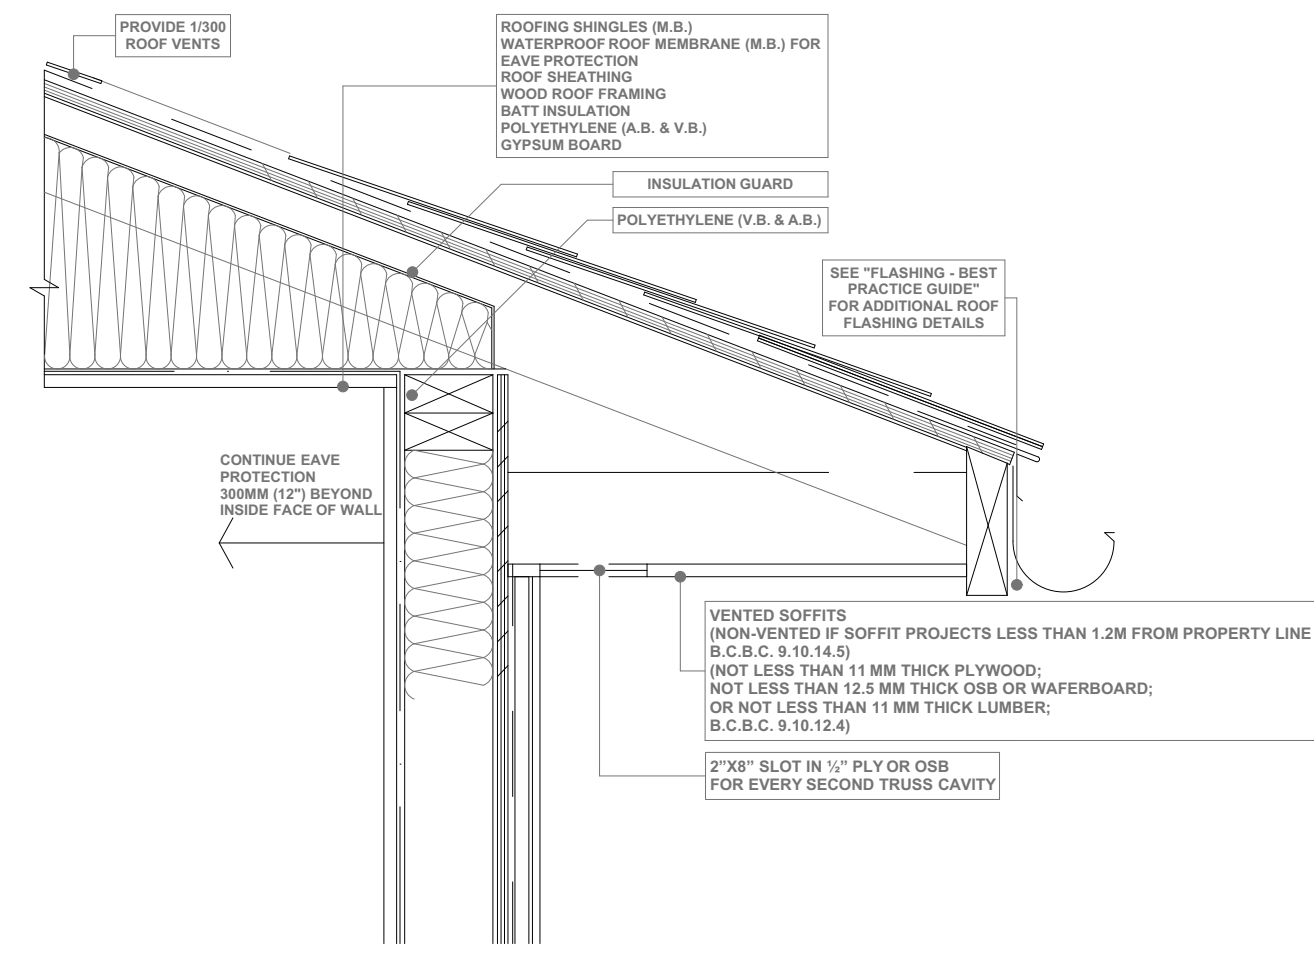 PROVIDE 1/300
ROOF VENTS
ROOFING SHINGLES (M.B.)
WATERPROOF ROOF MEMBRANE (M.B.) FOR
EAVE PROTECTION
ROOF SHEATHING
WOOD ROOF FRAMING
BATT INSULATION
POLYETHYLENE (A.B. & V.B.)
GYPSUM BOARD
INSULATION GUARD
POLYETHYLENE (V.B. & A.B.)
SEE "FLASHING - BEST
PRACTICE GUIDE"
FOR ADDITIONAL ROOF
FLASHING DETAILS
CONTINUE EAVE
PROTECTION
300MM (12") BEYOND
INSIDE FACE OF WALL
VENTED SOFFITS
(NON-VENTED IF SOFFIT PROJECTS LESS THAN 1.2M FROM PROPERTY LINE
B.C.B.C. 9.10.14.5)
(NOT LESS THAN 11 MM THICK PLYWOOD;
NOT LESS THAN 12.5 MM THICK OSB OR WAFERBOARD;
OR NOT LESS THAN 11 MM THICK LUMBER;
B.C.B.C. 9.10.12.4)
2”X8” SLOT IN ½” PLY OR OSB
FOR EVERY SECOND TRUSS CAVITY